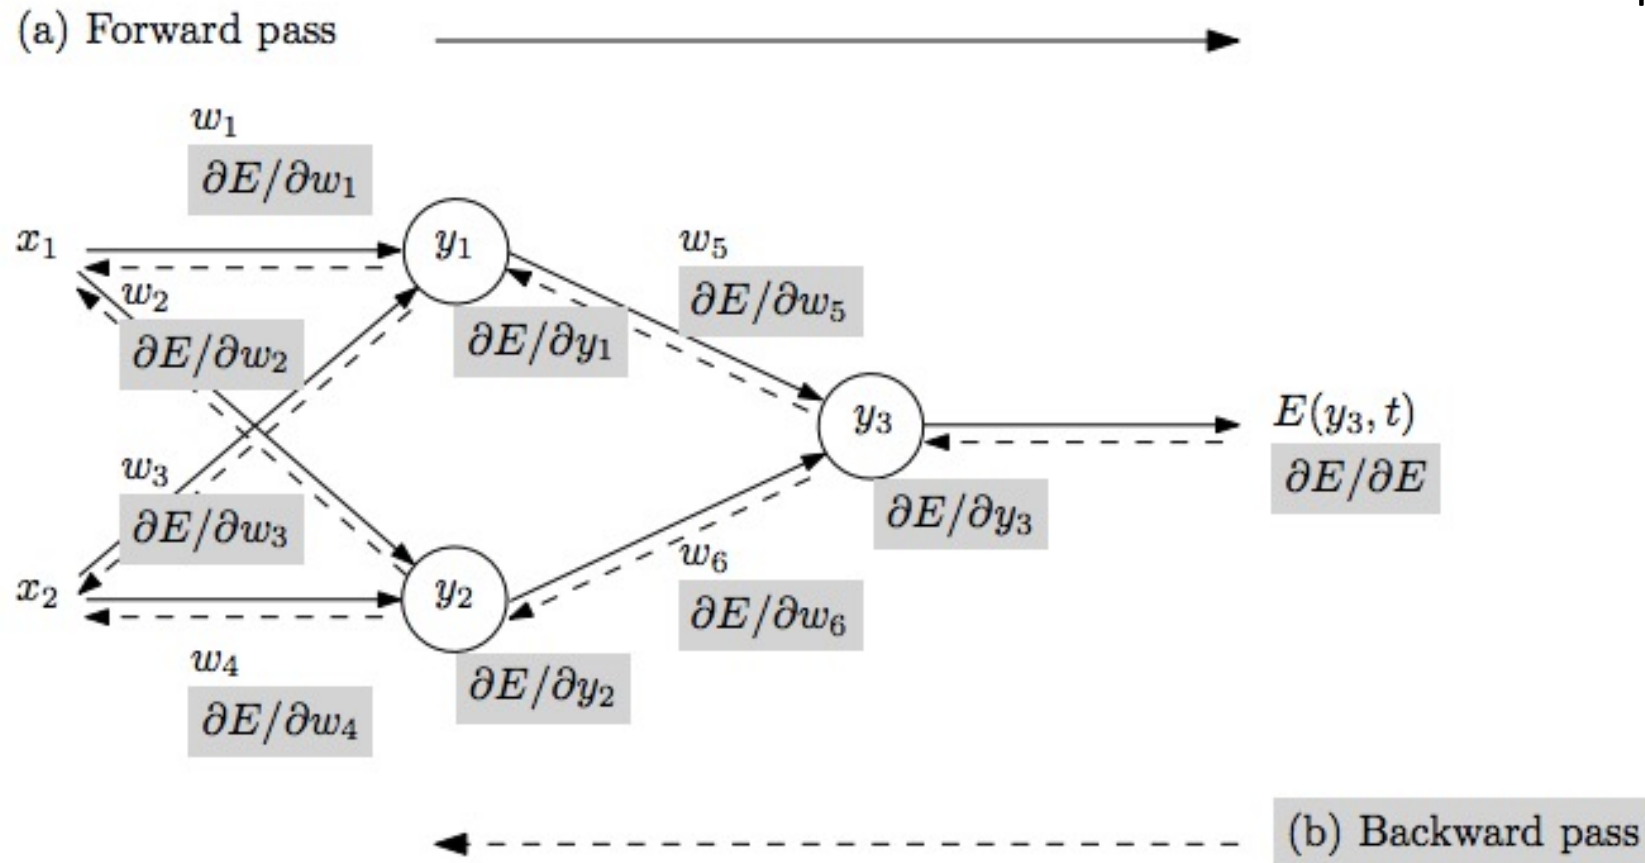 (a) Forward pass
w₁
∂E/∂w₁
x₁
y₁
w₅
∂E/∂w₅
w₂
∂E/∂w₂
∂E/∂y₁
y₃
E(y₃, t)
∂E/∂E
w₃
∂E/∂w₃
∂E/∂y₃
x₂
y₂
w₆
∂E/∂w₆
w₄
∂E/∂w₄
∂E/∂y₂
(b) Backward pass